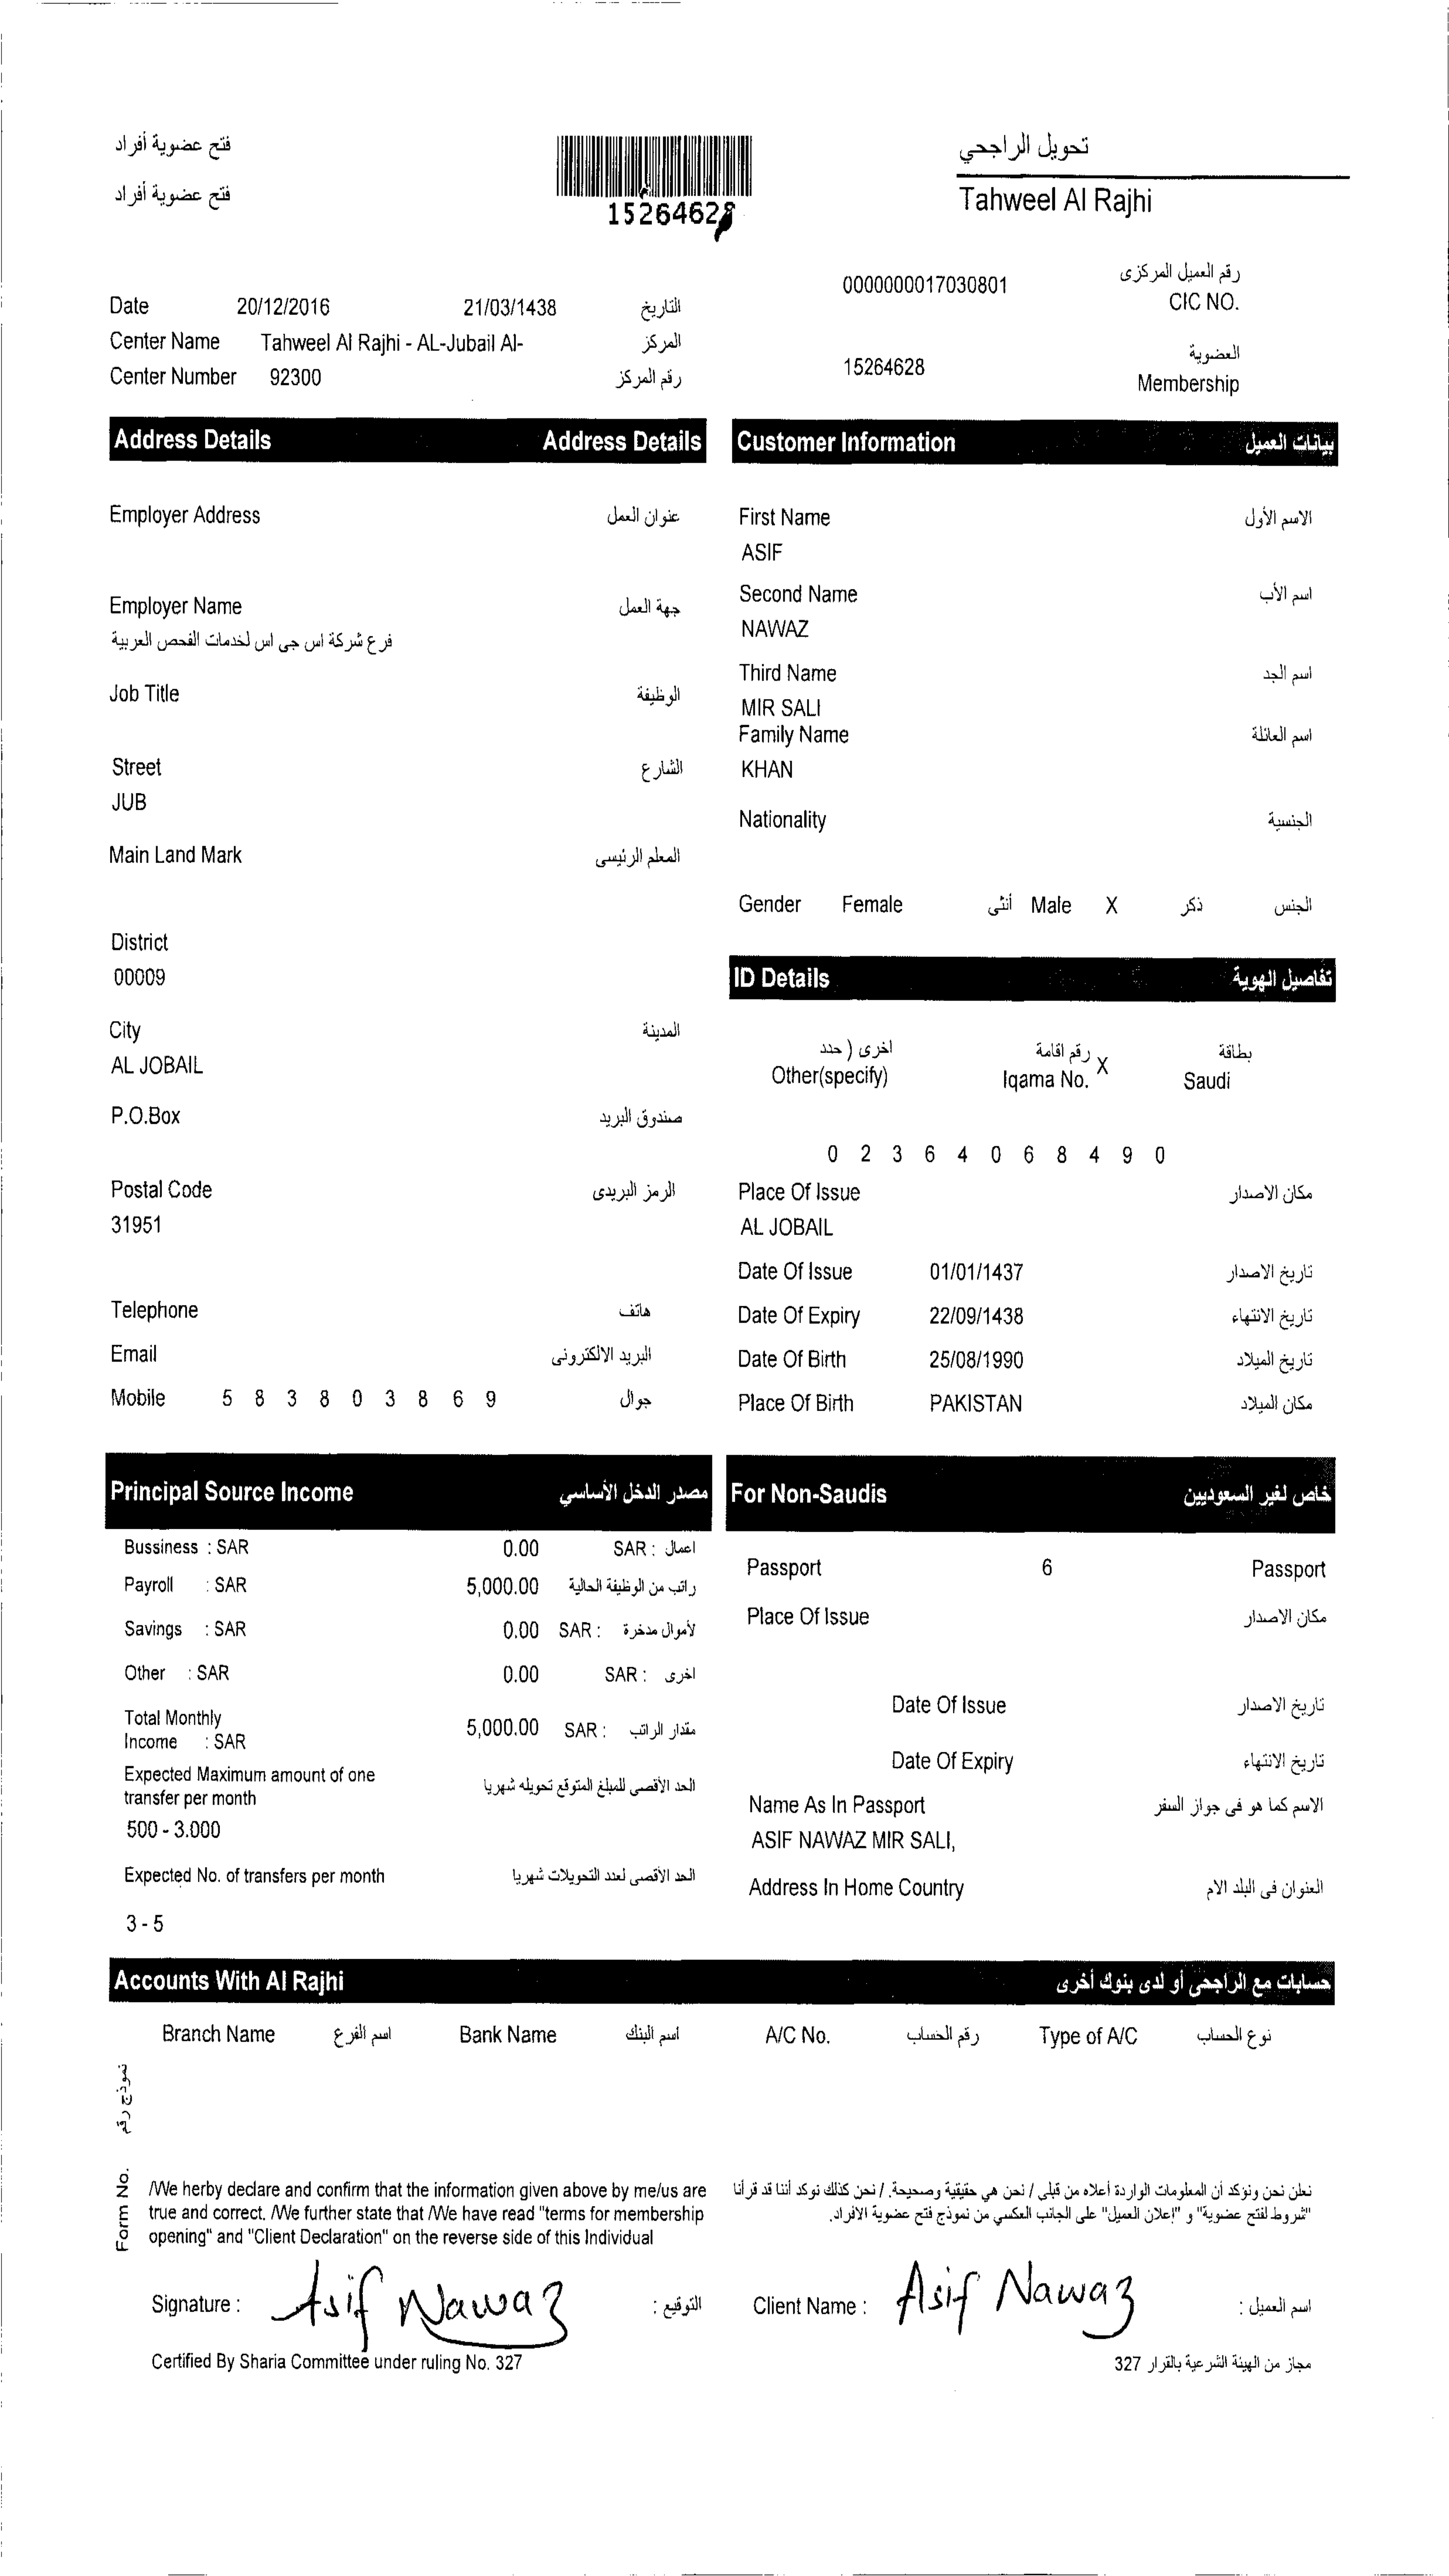 فتح عضوية أفراد
فتح عضوية أفراد
15264628
تحويل الراجحي
Tahweel Al Rajhi
0000000017030801 رقم العميل المركزى
CIC NO.
Date 20/12/2016 21/03/1438 التاريخ
Center Name Tahweel Al Rajhi - AL-Jubail Al- المركز
Center Number 92300 رقم المركز
15264628 العضوية
Membership
Address Details Address Details
Employer Address عنوان العمل
Employer Name جهة العمل
فرع شركة اس جى اس لخدمات الفحص العربية
Job Title الوظيفة
Street الشارع
JUB
Main Land Mark المعلم الرئيسى
District
00009
City المدينة
AL JOBAIL
P.O.Box صندوق البريد
Postal Code الرمز البريدى
31951
Telephone هاتف
Email البريد الالكترونى
Mobile 5 8 3 8 0 3 8 6 9 جوال
Customer Information بيانات العميل
First Name الاسم الأول
ASIF
Second Name اسم الأب
NAWAZ
Third Name اسم الجد
MIR SALI
Family Name اسم العائلة
KHAN
Nationality الجنسية
Gender Female أنثى Male X ذكر الجنس
ID Details تفاصيل الهوية
اخرى ( حدد رقم اقامة بطاقة
Other(specify) Iqama No. X Saudi
0 2 3 6 4 0 6 8 4 9 0
Place Of Issue مكان الاصدار
AL JOBAIL
Date Of Issue 01/01/1437 تاريخ الاصدار
Date Of Expiry 22/09/1438 تاريخ الانتهاء
Date Of Birth 25/08/1990 تاريخ الميلاد
Place Of Birth PAKISTAN مكان الميلاد
Principal Source Income مصدر الدخل الأساسي
Bussiness : SAR 0.00 SAR : اعمال
Payroll : SAR 5,000.00 راتب من الوظيفة الحالية
Savings : SAR 0.00 SAR : لأموال مدخرة
Other : SAR 0.00 SAR : اخرى
Total Monthly
Income : SAR 5,000.00 SAR : مقدار الراتب
Expected Maximum amount of one
transfer per month الحد الأقصى للمبلغ المتوقع تحويله شهريا
500 - 3.000
Expected No. of transfers per month الحد الأقصى لعدد التحويلات شهريا
3 - 5
For Non-Saudis خاص لغير السعوديين
Passport 6 Passport
Place Of Issue مكان الاصدار
Date Of Issue تاريخ الاصدار
Date Of Expiry تاريخ الانتهاء
Name As In Passport الاسم كما هو فى جواز السفر
ASIF NAWAZ MIR SALI,
Address In Home Country العنوان فى البلد الام
Accounts With Al Rajhi حسابات مع الراجحى أو لدى بنوك أخرى
Branch Name اسم الفرع Bank Name اسم البنك A/C No. رقم الحساب Type of A/C نوع الحساب
نموذج رقم
Form No.
/We herby declare and confirm that the information given above by me/us are
true and correct. /We further state that /We have read "terms for membership
opening" and "Client Declaration" on the reverse side of this Individual
نعلن نحن ونؤكد أن المعلومات الواردة أعلاه من قبلى / نحن هي حقيقية وصحيحة. / نحن كذلك نوكد أننا قد قرأنا
"شروط لفتح عضوية" و "إعلان العميل" على الجانب العكسي من نموذج فتح عضوية الافراد.
Signature : Asif Nawaz التوقيع :
Client Name : Asif Nawaz اسم العميل :
Certified By Sharia Committee under ruling No. 327
مجاز من الهيئة الشرعية بالقرار 327